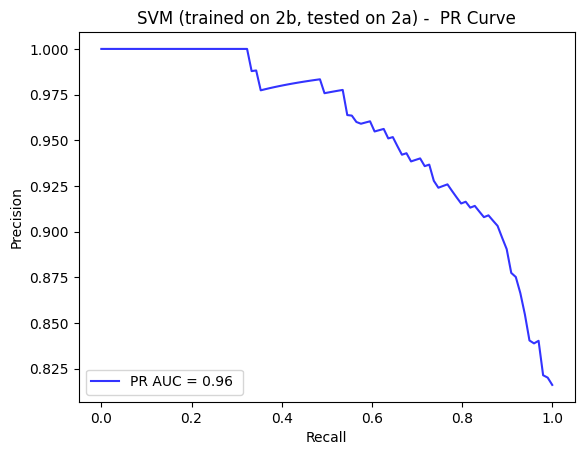 SVM (trained on 2b, tested on 2a) -  PR Curve
1.000
0.975
0.950
0.925
0.900
0.875
0.850
0.825
Precision
PR AUC = 0.96
0.0 0.2 0.4 0.6 0.8 1.0
Recall